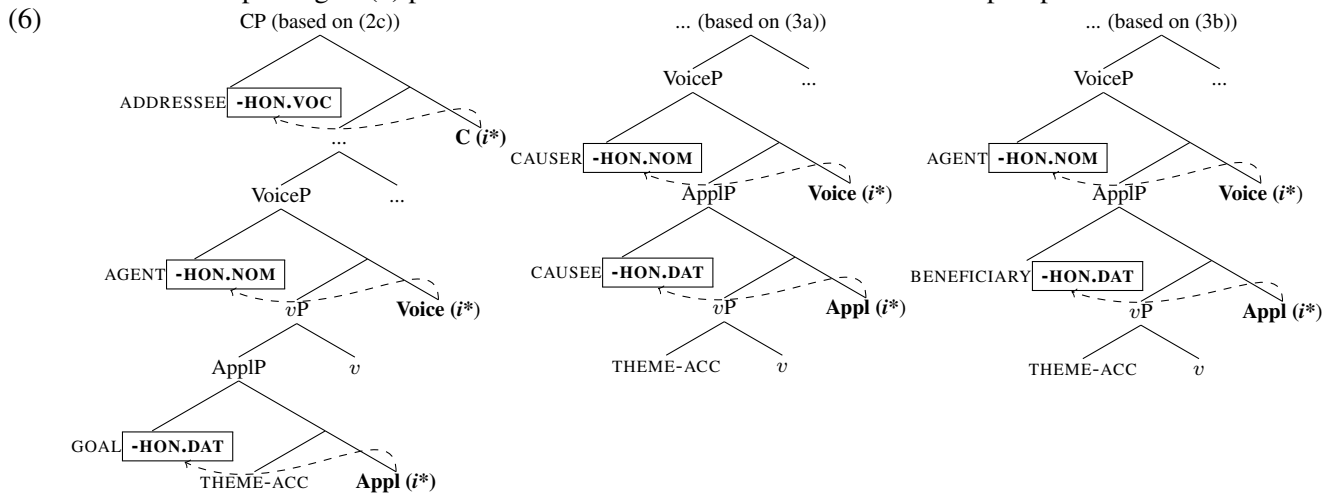 (6)
CP (based on (2c))
ADDRESSEE -HON.VOC
C (i*)
...
VoiceP ...
AGENT -HON.NOM
vP Voice (i*)
ApplP v
GOAL -HON.DAT
THEME-ACC Appl (i*)
... (based on (3a))
VoiceP ...
CAUSER -HON.NOM
ApplP Voice (i*)
CAUSEE -HON.DAT
vP Appl (i*)
THEME-ACC v
... (based on (3b))
VoiceP ...
AGENT -HON.NOM
ApplP Voice (i*)
BENEFICIARY -HON.DAT
vP Appl (i*)
THEME-ACC v